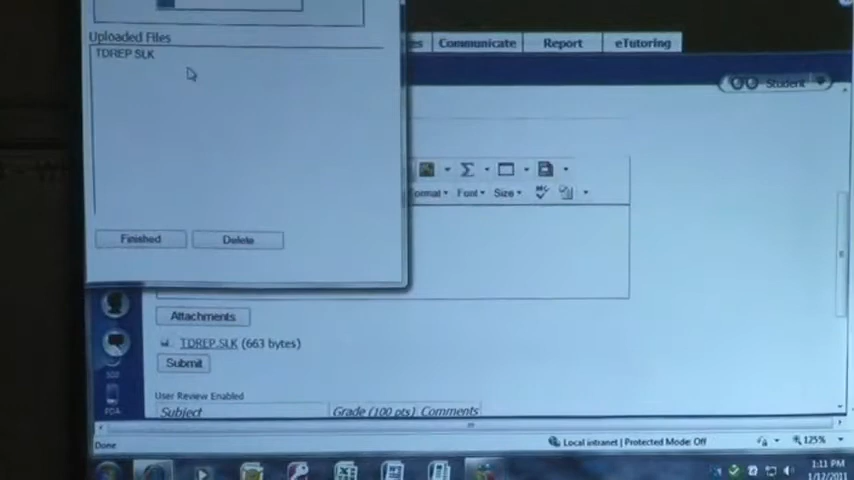 Uploaded Files
TDREP.SLK
Communicate Report eTutoring
Student
Format Font Size
Finished Delete
Attachments
TDREP.SLK (663 bytes)
Submit
User Review Enabled
Subject Grade (100 pts) Comments
PDA
Done Local intranet | Protected Mode: Off 125%
1:11 PM
1/12/2011